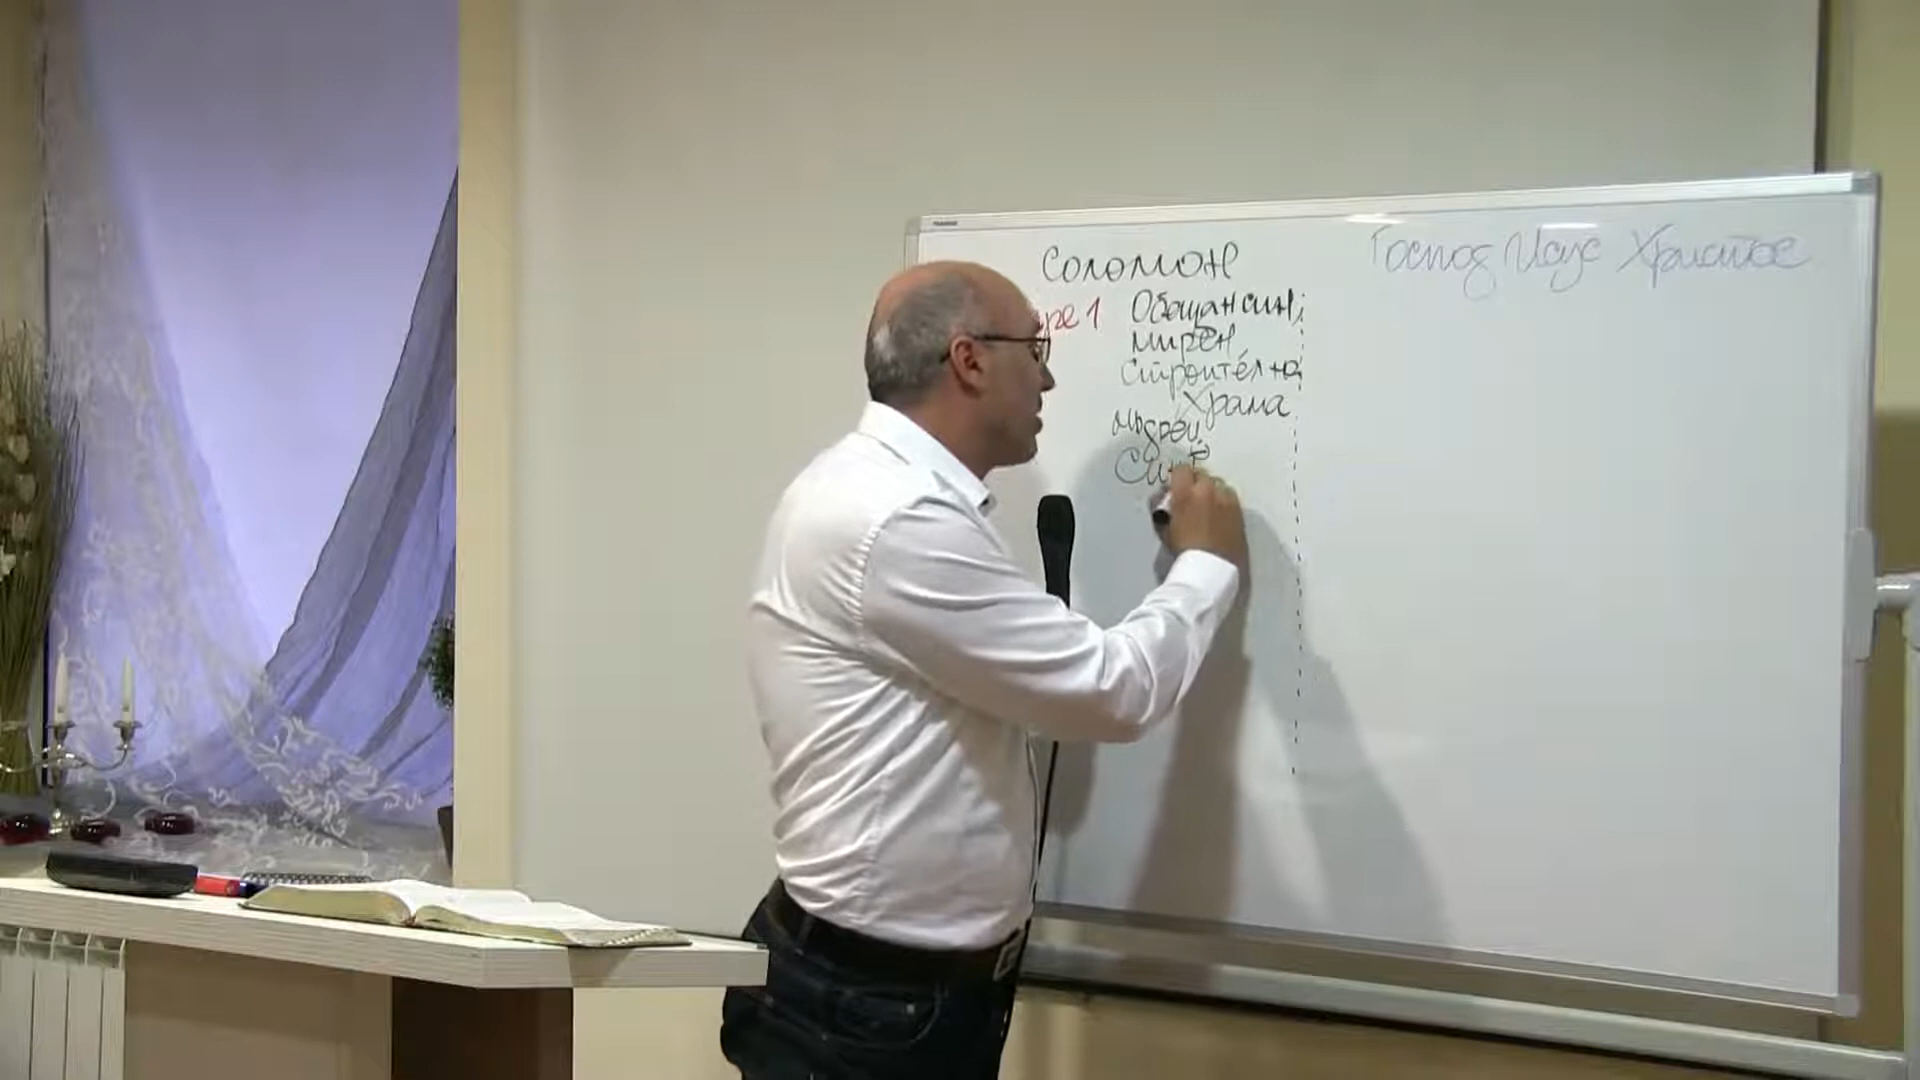 Соломон
Господ Исус Христос
Обещан син
мирен
строител на
храма
мъдрец